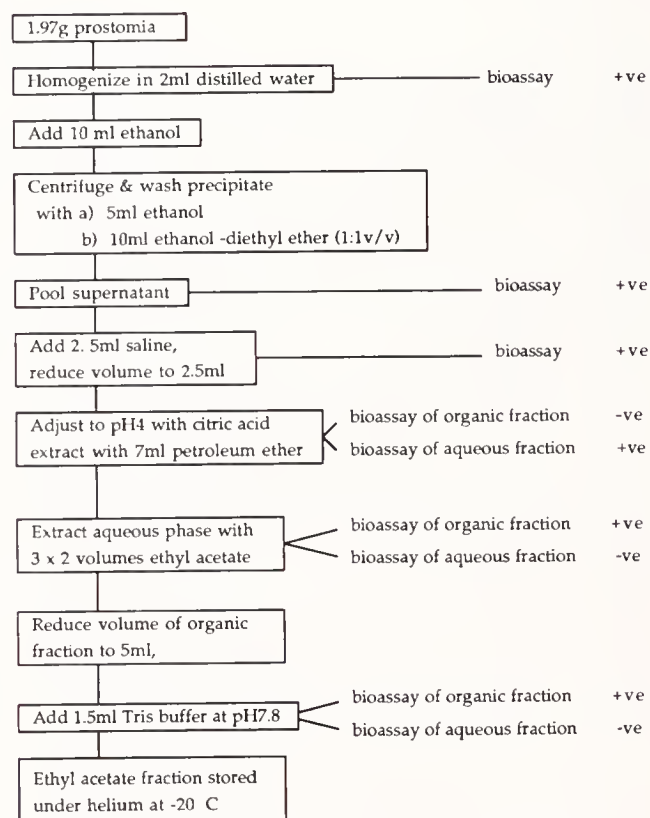 1.97g prostomia
Homogenize in 2ml distilled water bioassay +ve
Add 10 ml ethanol
Centrifuge & wash precipitate
with a) 5ml ethanol
b) 10ml ethanol -diethyl ether (1:1v/v)
Pool supernatant bioassay +ve
Add 2. 5ml saline, bioassay +ve
reduce volume to 2.5ml
Adjust to pH4 with citric acid bioassay of organic fraction -ve
extract with 7ml petroleum ether bioassay of aqueous fraction +ve
Extract aqueous phase with bioassay of organic fraction +ve
3 x 2 volumes ethyl acetate bioassay of aqueous fraction -ve
Reduce volume of organic
fraction to 5ml,
bioassay of organic fraction +ve
Add 1.5ml Tris buffer at pH7.8 bioassay of aqueous fraction -ve
Ethyl acetate fraction stored
under helium at -20 C